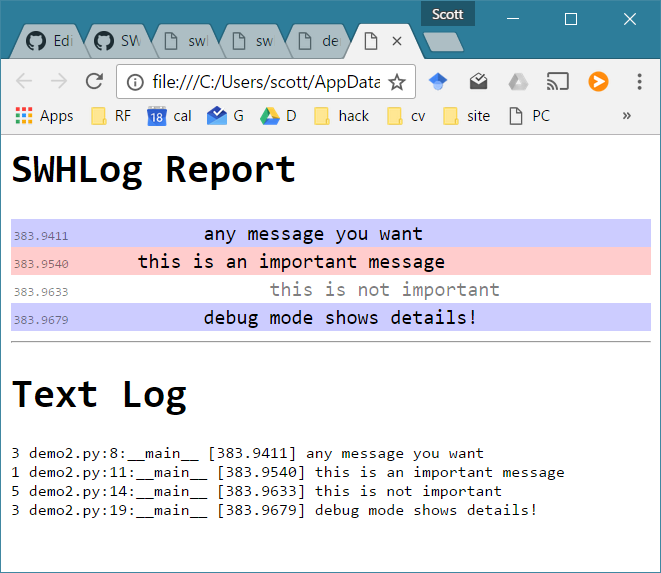 Scott
Edi
SW
swl
sw
de
file:///C:/Users/scott/AppData
Apps
RF
18
cal
G
D
hack
cv
site
PC
»
SWHLog Report
383.9411 any message you want
383.9540 this is an important message
383.9633 this is not important
383.9679 debug mode shows details!
Text Log
3 demo2.py:8:__main__ [383.9411] any message you want
1 demo2.py:11:__main__ [383.9540] this is an important message
5 demo2.py:14:__main__ [383.9633] this is not important
3 demo2.py:19:__main__ [383.9679] debug mode shows details!